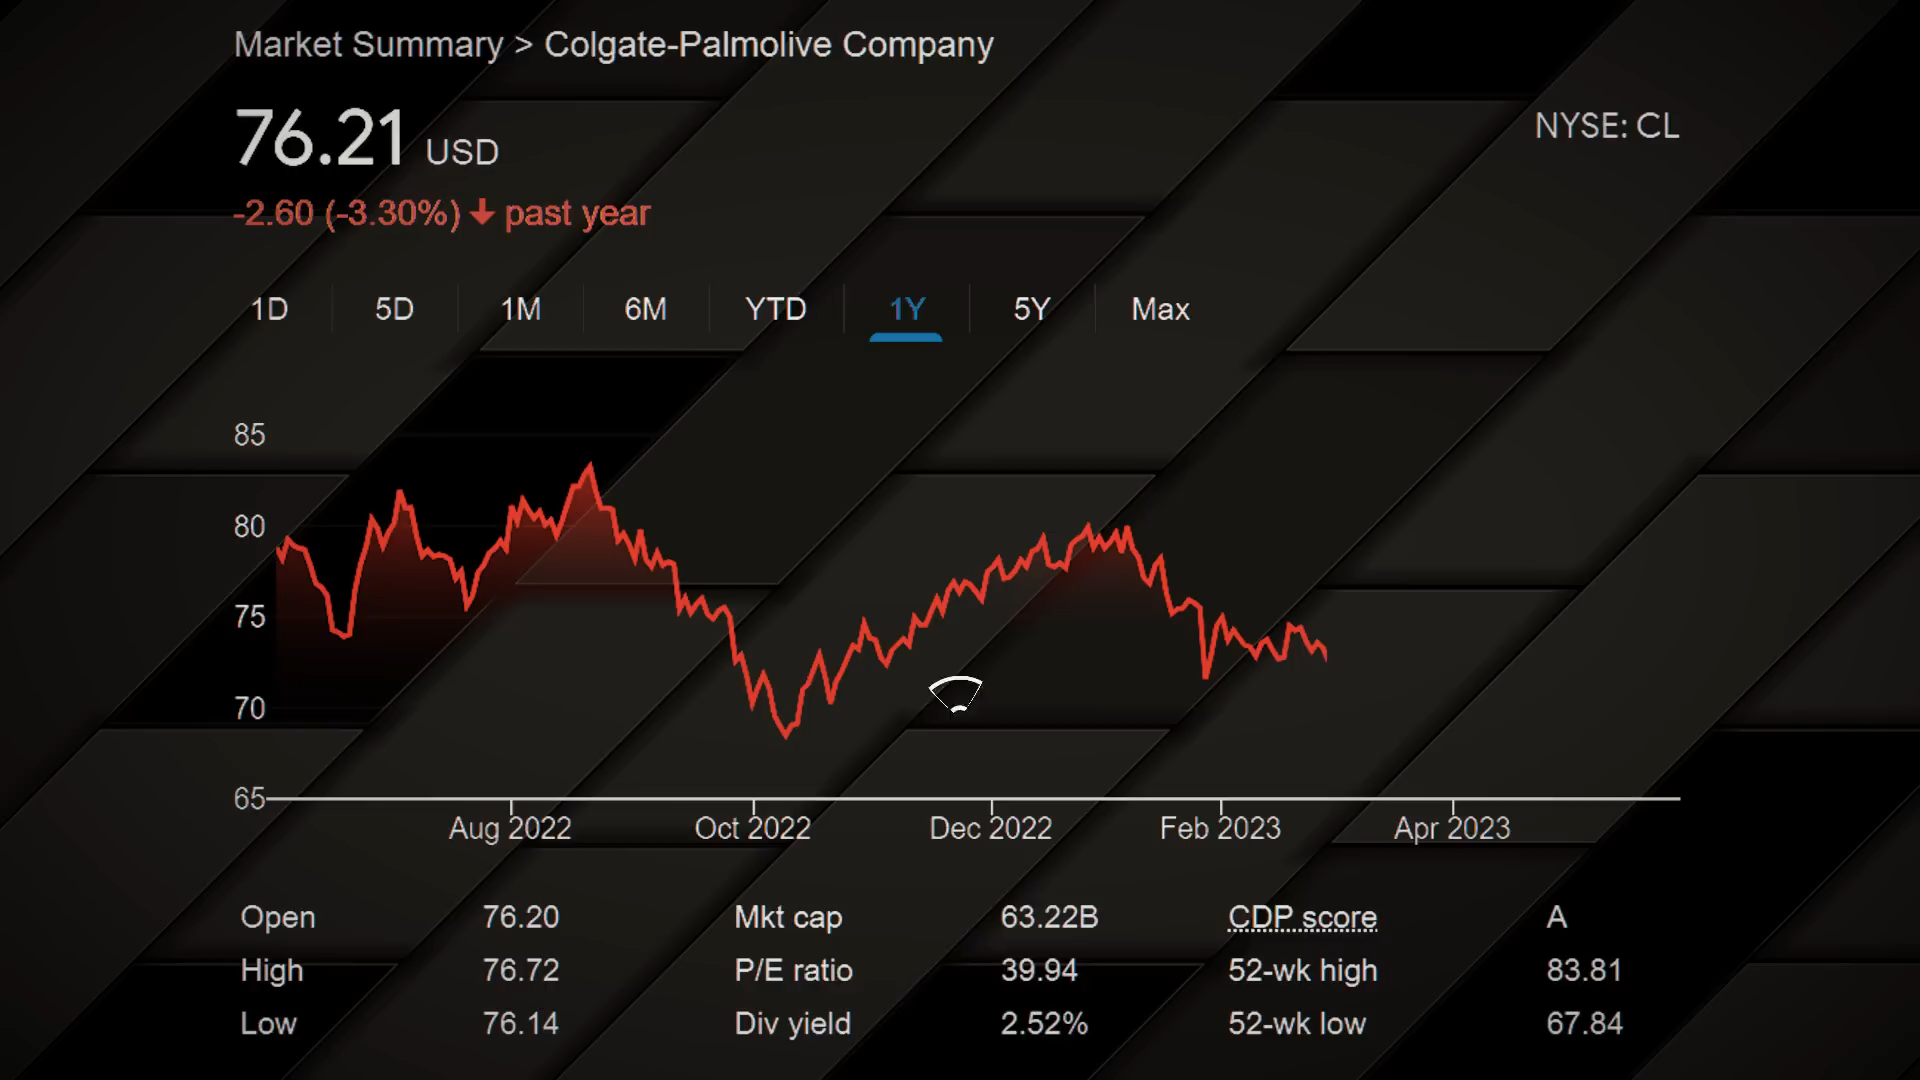 Market Summary > Colgate-Palmolive Company
76.21 USD
NYSE: CL
-2.60 (-3.30%) ↓ past year
1D 5D 1M 6M YTD 1Y 5Y Max
85
80
75
70
65
Aug 2022 Oct 2022 Dec 2022 Feb 2023 Apr 2023
Open 76.20 Mkt cap 63.22B CDP score A
High 76.72 P/E ratio 39.94 52-wk high 83.81
Low 76.14 Div yield 2.52% 52-wk low 67.84